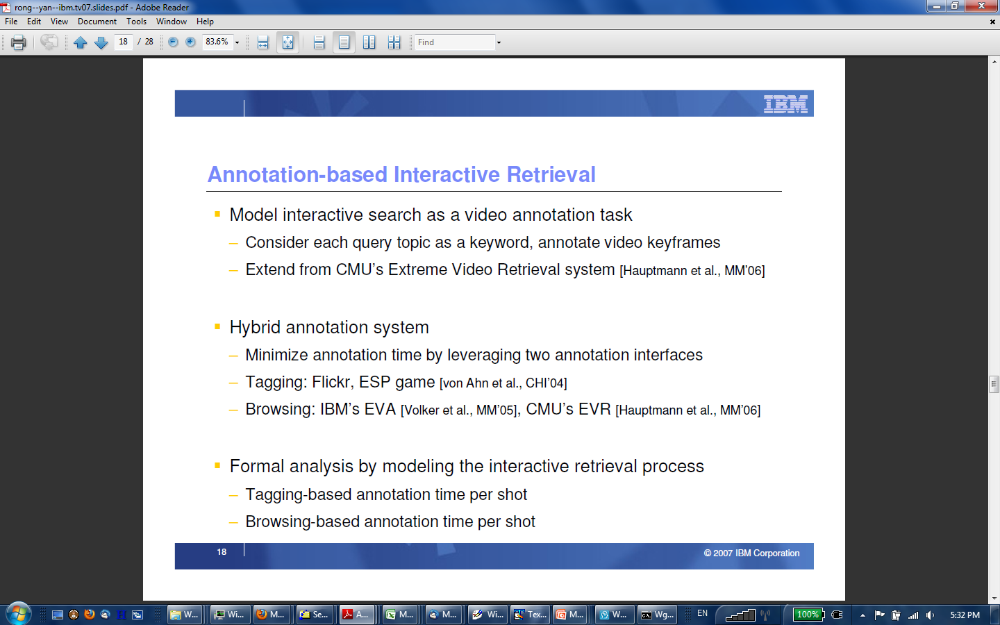 rong--yan--ibm.tv07.slides.pdf - Adobe Reader
File Edit View Document Tools Window Help
18 / 28 83.6% Find
IBM
Annotation-based Interactive Retrieval
Model interactive search as a video annotation task
– Consider each query topic as a keyword, annotate video keyframes
– Extend from CMU's Extreme Video Retrieval system [Hauptmann et al., MM'06]
Hybrid annotation system
– Minimize annotation time by leveraging two annotation interfaces
– Tagging: Flickr, ESP game [von Ahn et al., CHI'04]
– Browsing: IBM's EVA [Volker et al., MM'05], CMU's EVR [Hauptmann et al., MM'06]
Formal analysis by modeling the interactive retrieval process
– Tagging-based annotation time per shot
– Browsing-based annotation time per shot
18 © 2007 IBM Corporation
W... Wi... M... Se... A... M... M... Wi... Tex... M... W... Wg... EN 100% 5:32 PM